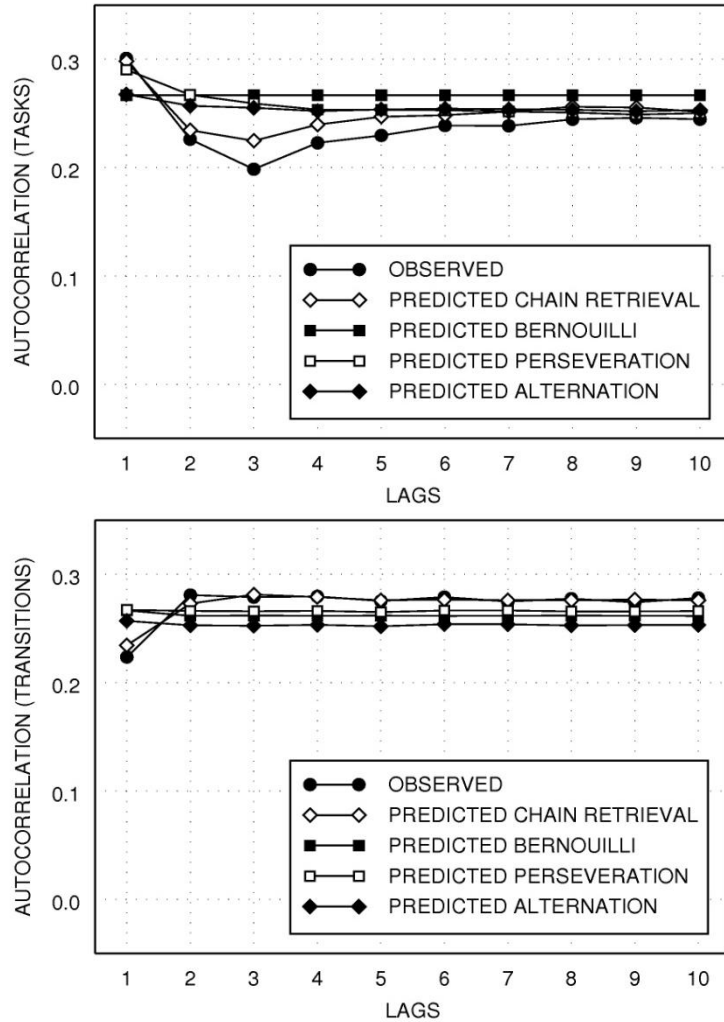 AUTOCORRELATION (TASKS)
0.3
0.2
0.1
0.0
OBSERVED
PREDICTED CHAIN RETRIEVAL
PREDICTED BERNOUILLI
PREDICTED PERSEVERATION
PREDICTED ALTERNATION
1 2 3 4 5 6 7 8 9 10
LAGS
AUTOCORRELATION (TRANSITIONS)
0.3
0.2
0.1
0.0
OBSERVED
PREDICTED CHAIN RETRIEVAL
PREDICTED BERNOUILLI
PREDICTED PERSEVERATION
PREDICTED ALTERNATION
1 2 3 4 5 6 7 8 9 10
LAGS